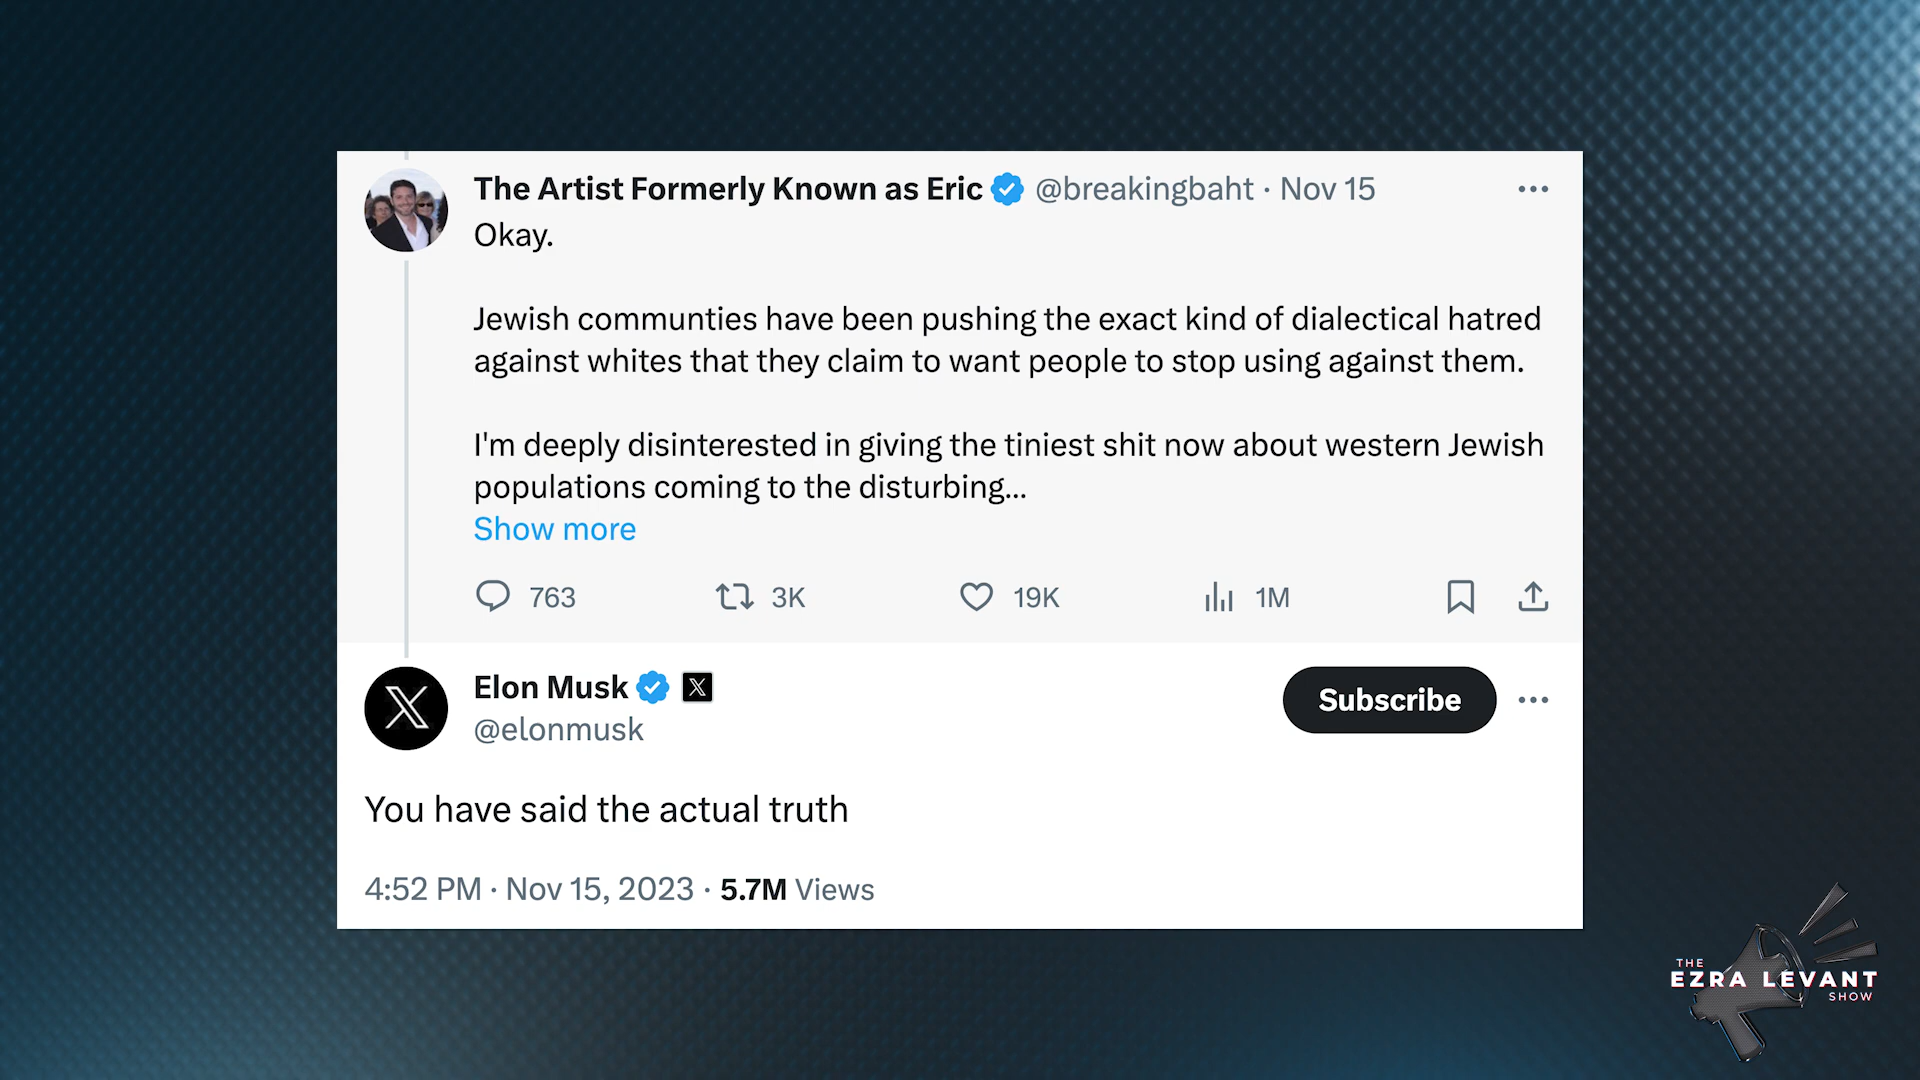 The Artist Formerly Known as Eric @breakingbaht · Nov 15
Okay.
Jewish communties have been pushing the exact kind of dialectical hatred
against whites that they claim to want people to stop using against them.
I'm deeply disinterested in giving the tiniest shit now about western Jewish
populations coming to the disturbing...
Show more
763 3K 19K 1M
Elon Musk
@elonmusk
Subscribe
You have said the actual truth
4:52 PM · Nov 15, 2023 · 5.7M Views
THE
EZRA LEVANT
SHOW